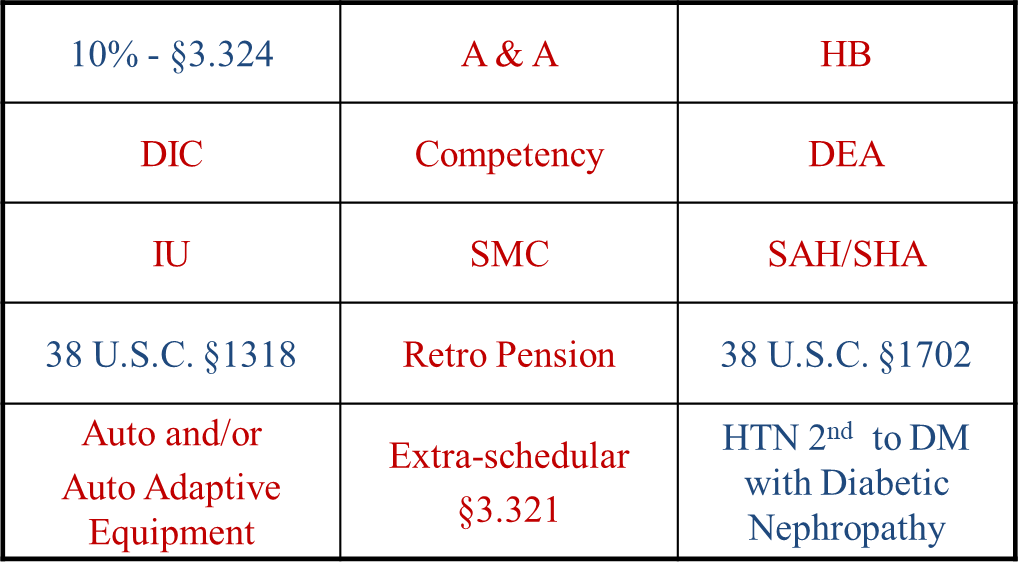 10% - §3.324
A & A
HB
DIC
Competency
DEA
IU
SMC
SAH/SHA
38 U.S.C. §1318
Retro Pension
38 U.S.C. §1702
Auto and/or
Auto Adaptive
Equipment
Extra-schedular
§3.321
HTN 2nd to DM
with Diabetic
Nephropathy